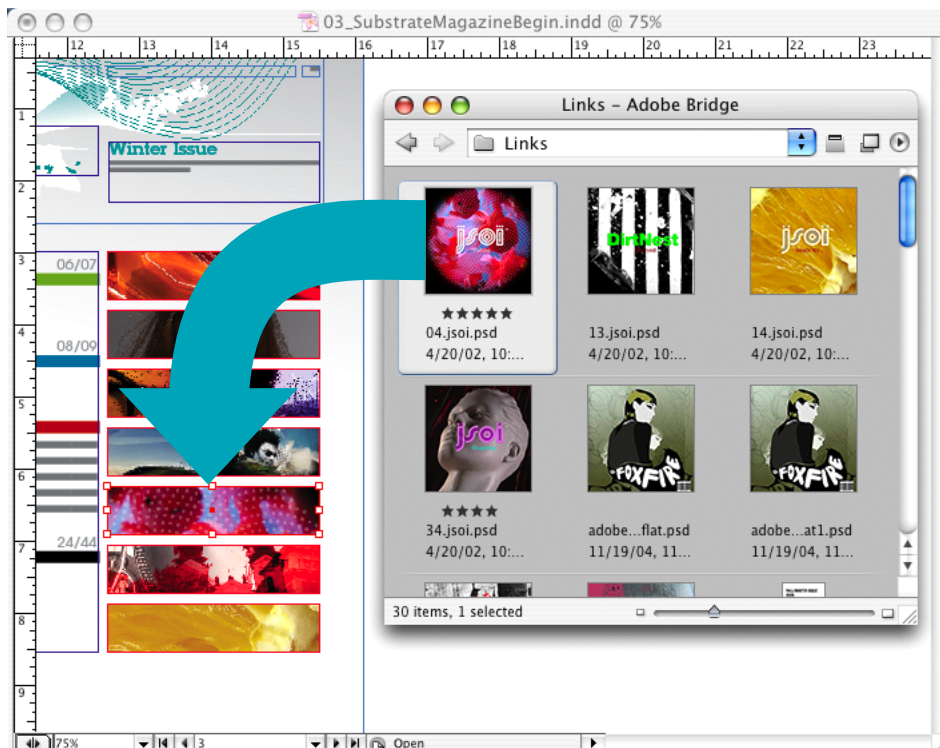 03_SubstrateMagazineBegin.indd @ 75%
12 13 14 15 16 17 18 19 20 21 22 23
1
2
3
4
5
6
7
8
9
Winter Issue
06/07
08/09
24/44
Links – Adobe Bridge
Links
jsoi
DirtNest
jsoi
★★★★★
04.jsoi.psd
13.jsoi.psd
14.jsoi.psd
4/20/02, 10:...
4/20/02, 10:...
4/20/02, 10:...
jsoi
FOXFIRE
FOXFIRE
★★★★
34.jsoi.psd
adobe...flat.psd
adobe...at1.psd
4/20/02, 10:...
11/19/04, 11...
11/19/04, 11...
30 items, 1 selected
75%
3
Open